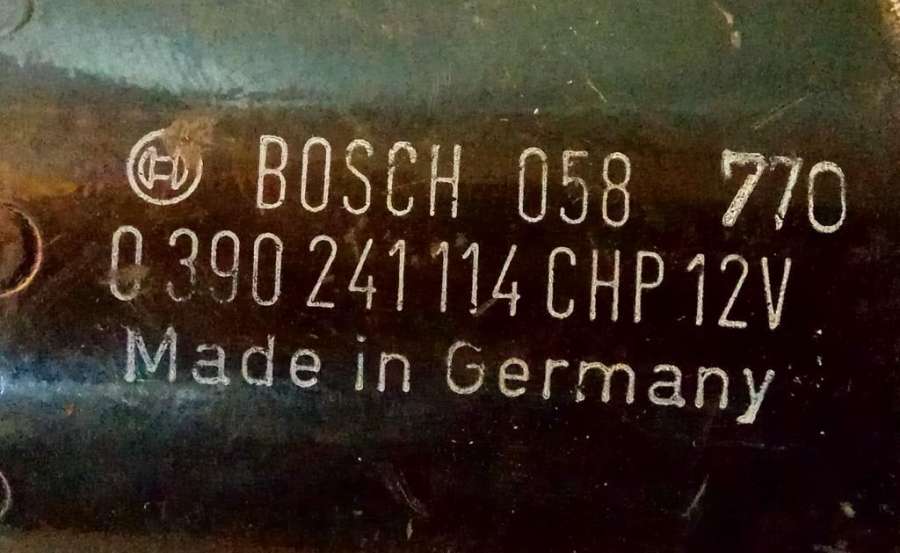 BOSCH 058 770
0 390 241 114 CHP 12V
Made in Germany